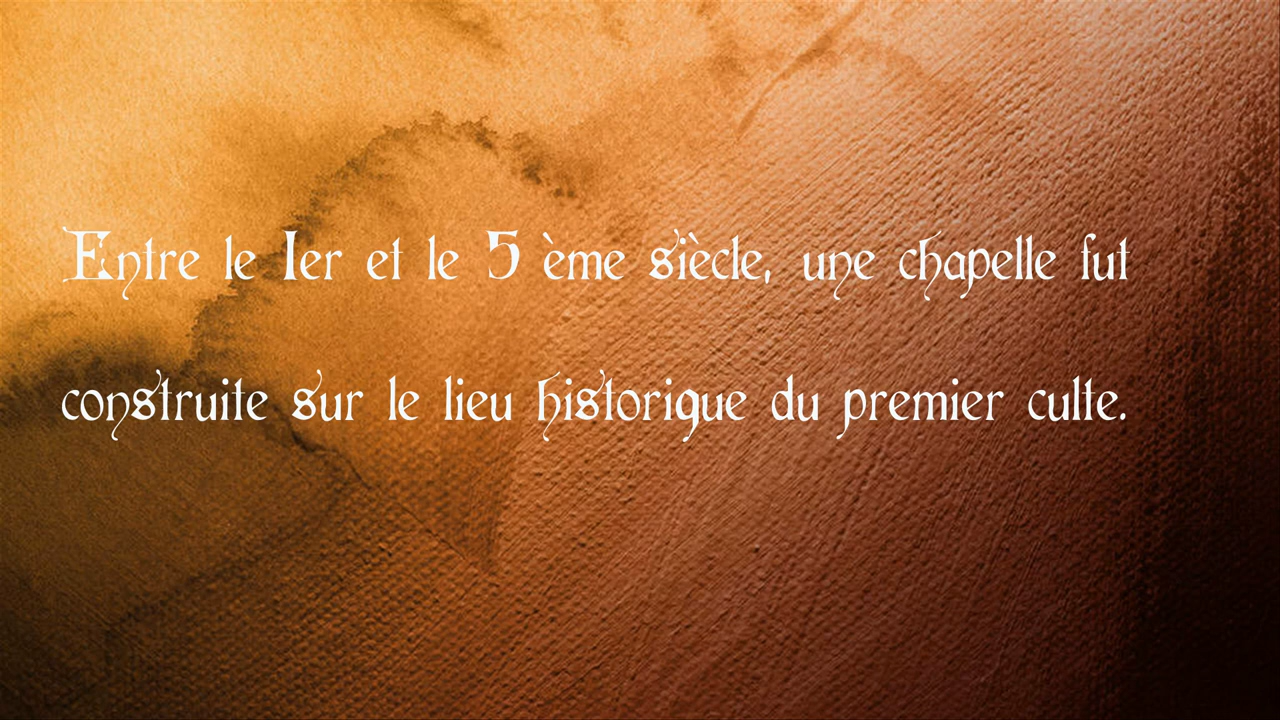 Entre le Ier et le 5 ème siècle, une chapelle fut
construite sur le lieu historique du premier culte.